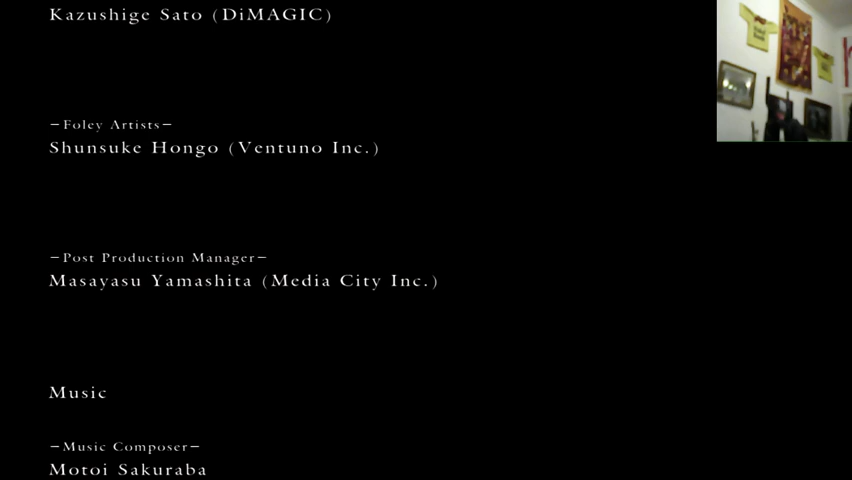 Kazushige Sato (DiMAGIC)
—Foley Artists—
Shunsuke Hongo (Ventuno Inc.)
—Post Production Manager—
Masayasu Yamashita (Media City Inc.)
Music
—Music Composer—
Motoi Sakuraba